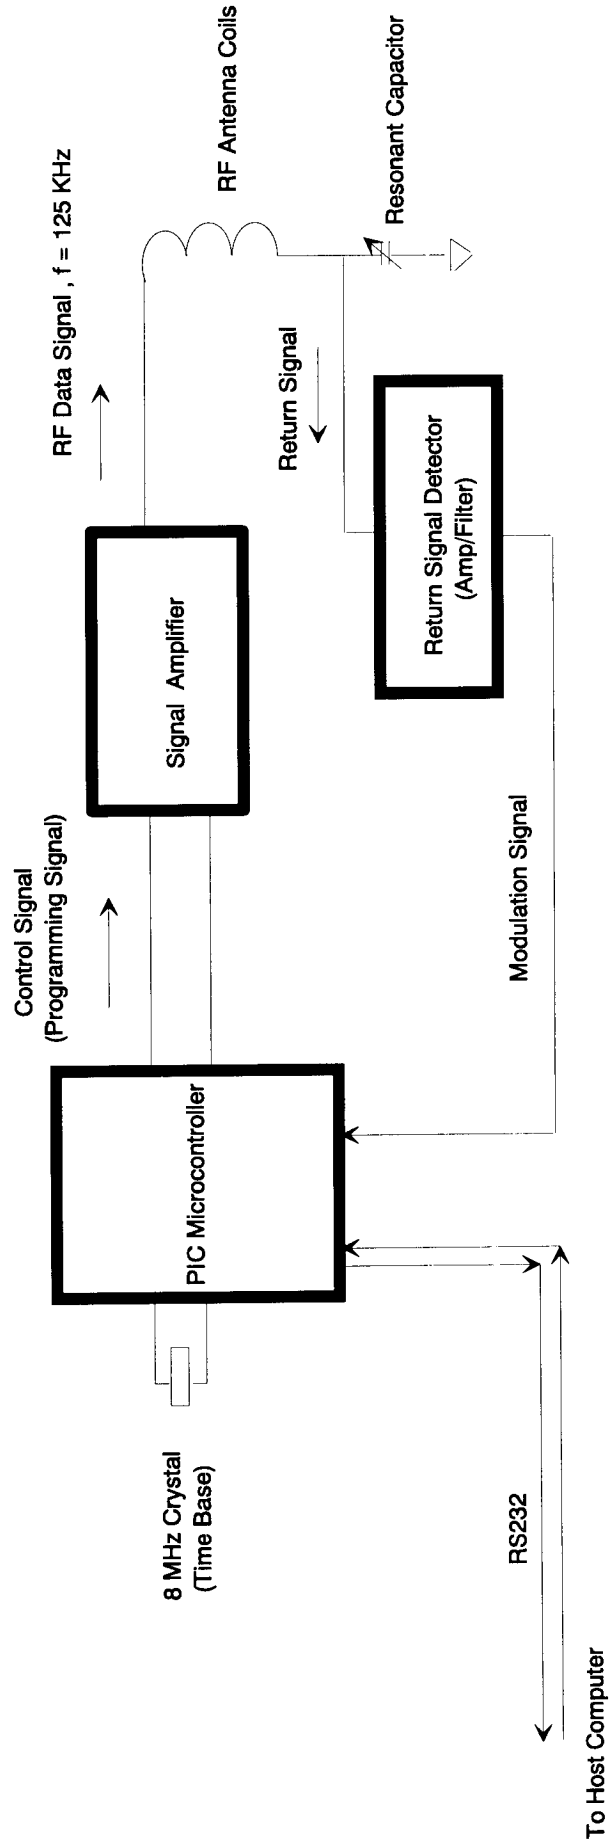 RF Data Signal , f = 125 KHz
RF Antenna Coils
Resonant Capacitor
Return Signal
Return Signal Detector
(Amp/Filter)
Signal Amplifier
Control Signal
(Programming Signal)
Modulation Signal
PIC Microcontroller
8 MHz Crystal
(Time Base)
RS232
To Host Computer